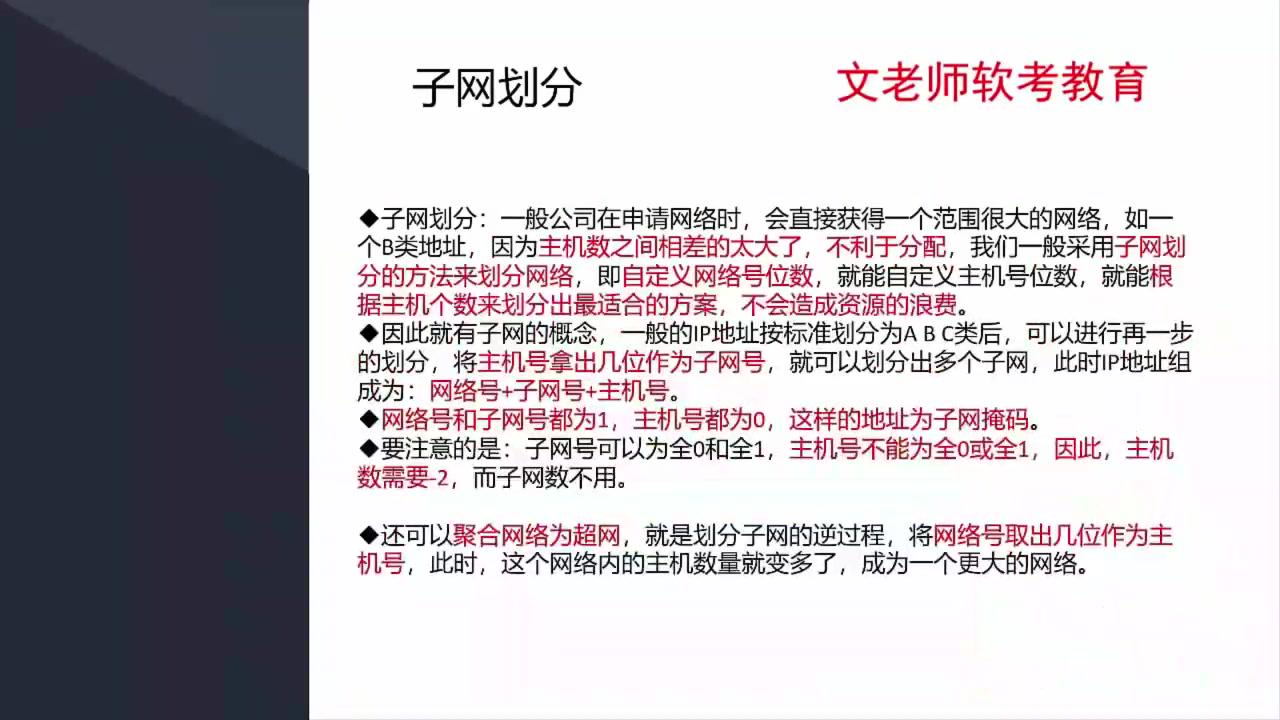 子网划分
文老师软考教育
◆子网划分：一般公司在申请网络时，会直接获得一个范围很大的网络，如一
个B类地址，因为主机数之间相差的太大了，不利于分配，我们一般采用子网划
分的方法来划分网络，即自定义网络号位数，就能自定义主机号位数，就能根
据主机个数来划分出最适合的方案，不会造成资源的浪费。
◆因此就有子网的概念，一般的IP地址按标准划分为A B C类后，可以进行再一步
的划分，将主机号拿出几位作为子网号，就可以划分出多个子网，此时IP地址组
成为：网络号+子网号+主机号。
◆网络号和子网号都为1，主机号都为0，这样的地址为子网掩码。
◆要注意的是：子网号可以为全0和全1，主机号不能为全0或全1，因此，主机
数需要-2，而子网数不用。
◆还可以聚合网络为超网，就是划分子网的逆过程，将网络号取出几位作为主
机号，此时，这个网络内的主机数量就变多了，成为一个更大的网络。